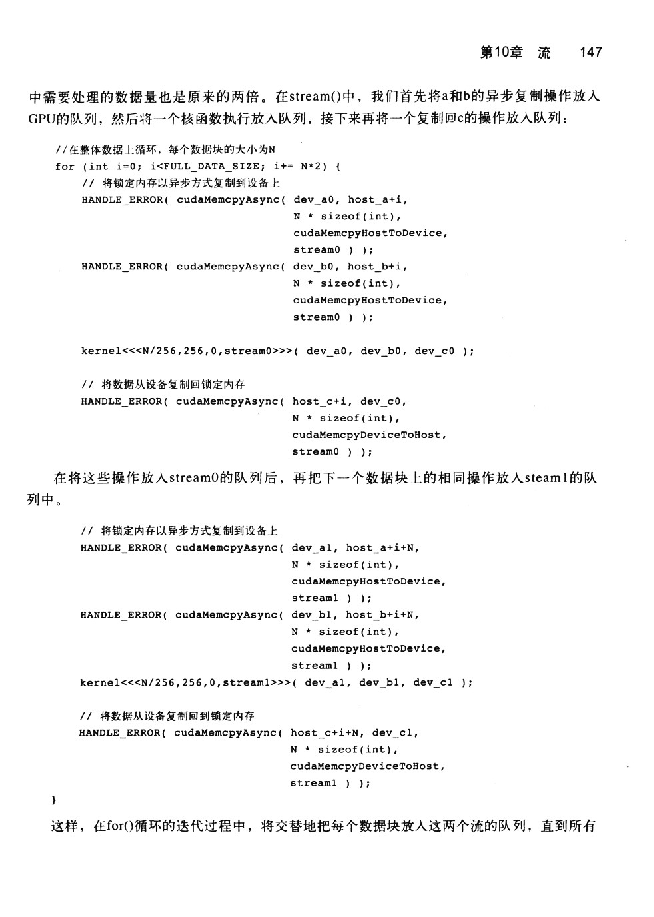 第10章 流 147
中需要处理的数据量也是原来的两倍。在stream()中，我们首先将a和b的异步复制操作放入
GPU的队列，然后将一个核函数执行放入队列，接下来再将一个复制回c的操作放入队列：
//在整体数据上循环，每个数据块的大小为N
for (int i=0; i<FULL_DATA_SIZE; i+= N*2) {
// 将锁定内存以异步方式复制到设备上
HANDLE_ERROR( cudaMemcpyAsync( dev_a0, host_a+i,
N * sizeof(int),
cudaMemcpyHostToDevice,
stream0 ) );
HANDLE_ERROR( cudaMemcpyAsync( dev_b0, host_b+i,
N * sizeof(int),
cudaMemcpyHostToDevice,
stream0 ) );
kernel<<<N/256,256,0,stream0>>>( dev_a0, dev_b0, dev_c0 );
// 将数据从设备复制回锁定内存
HANDLE_ERROR( cudaMemcpyAsync( host_c+i, dev_c0,
N * sizeof(int),
cudaMemcpyDeviceToHost,
stream0 ) );
在将这些操作放入stream0的队列后，再把下一个数据块上的相同操作放入steam1的队
列中。
// 将锁定内存以异步方式复制到设备上
HANDLE_ERROR( cudaMemcpyAsync( dev_a1, host_a+i+N,
N * sizeof(int),
cudaMemcpyHostToDevice,
stream1 ) );
HANDLE_ERROR( cudaMemcpyAsync( dev_b1, host_b+i+N,
N * sizeof(int),
cudaMemcpyHostToDevice,
stream1 ) );
kernel<<<N/256,256,0,stream1>>>( dev_a1, dev_b1, dev_c1 );
// 将数据从设备复制回到锁定内存
HANDLE_ERROR( cudaMemcpyAsync( host_c+i+N, dev_c1,
N * sizeof(int),
cudaMemcpyDeviceToHost,
stream1 ) );
}
这样，在for()循环的迭代过程中，将交替地把每个数据块放入这两个流的队列，直到所有